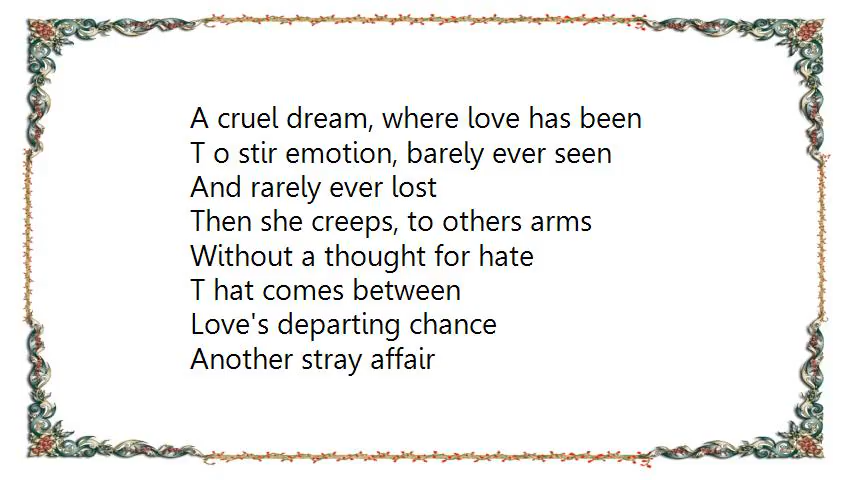 A cruel dream, where love has been
T o stir emotion, barely ever seen
And rarely ever lost
Then she creeps, to others arms
Without a thought for hate
T hat comes between
Love's departing chance
Another stray affair